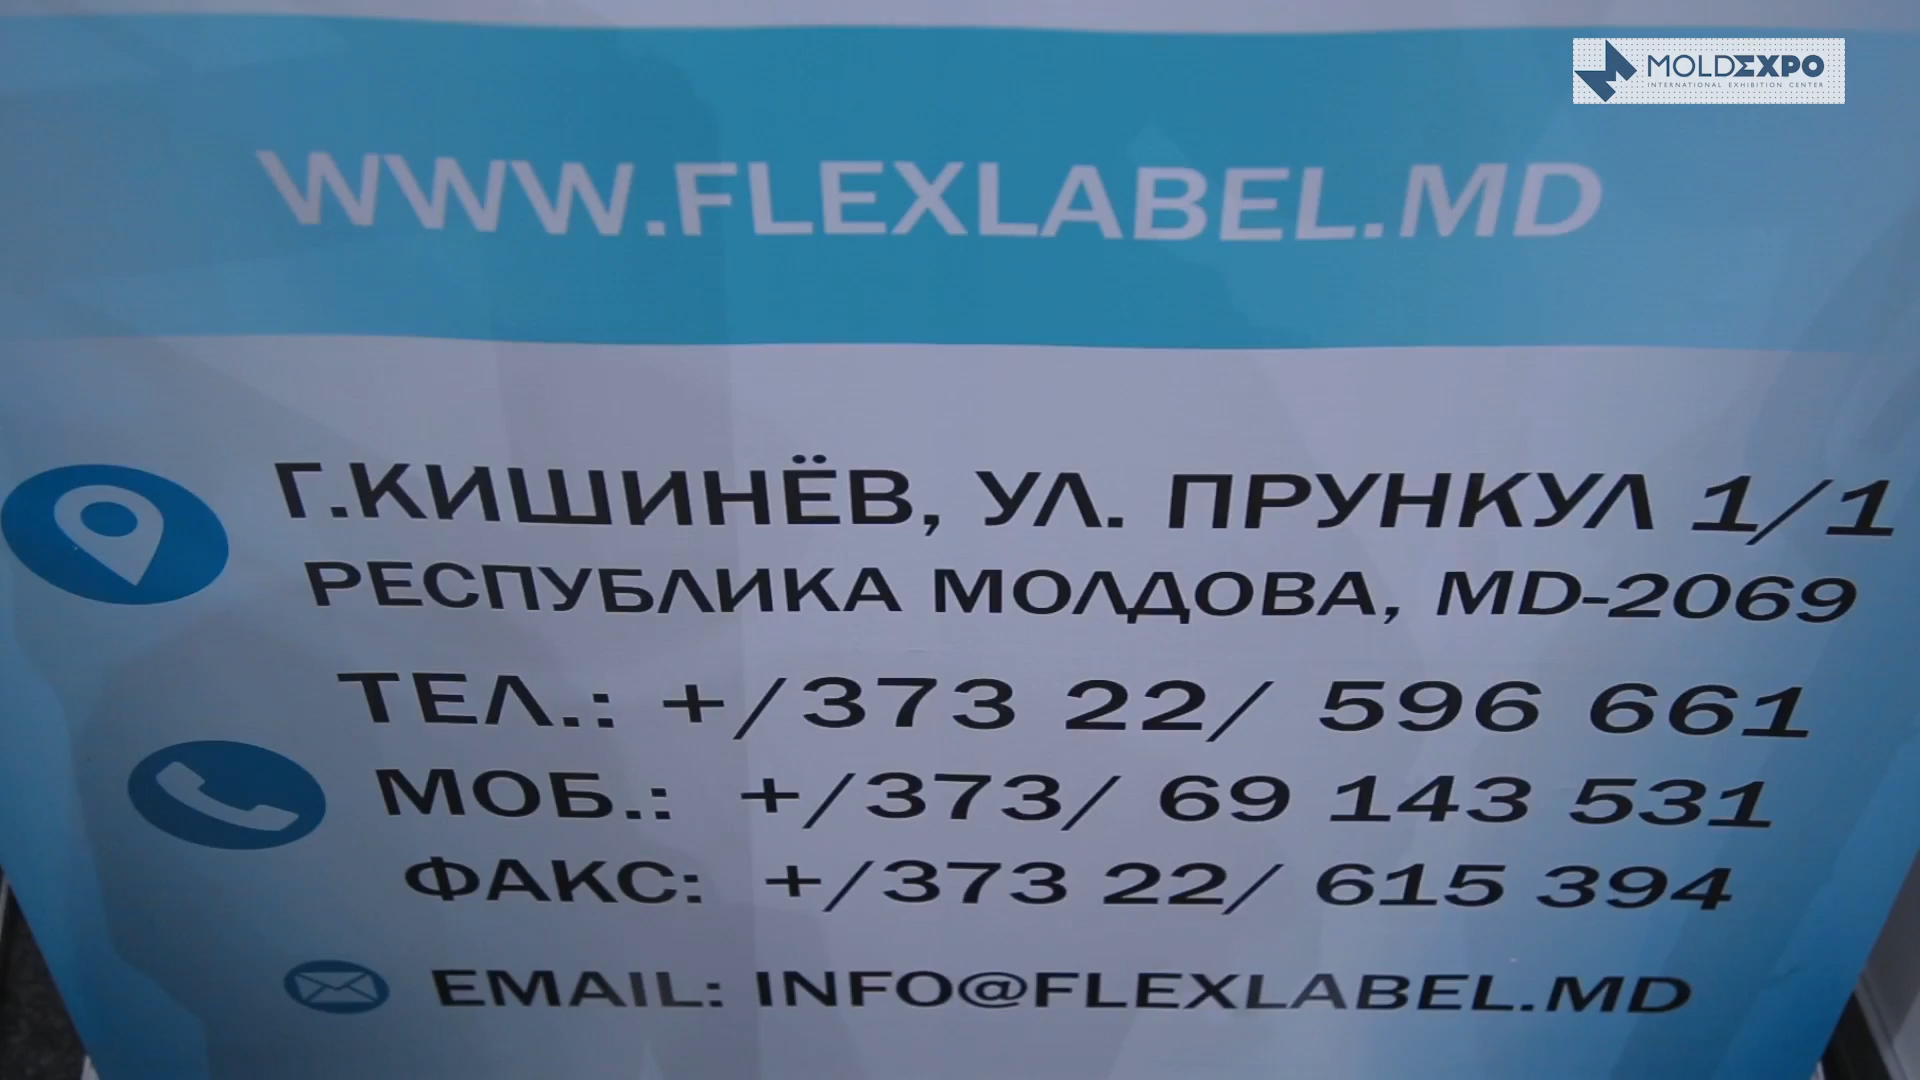 MOLDEXPO
INTERNATIONAL EXHIBITION CENTER
WWW.FLEXLABEL.MD
Г.КИШИНЁВ, УЛ. ПРУНКУЛ 1/1
РЕСПУБЛИКА МОЛДОВА, MD-2069
ТЕЛ.: +/373 22/ 596 661
МОБ.: +/373/ 69 143 531
ФАКС: +/373 22/ 615 394
EMAIL: INFO@FLEXLABEL.MD